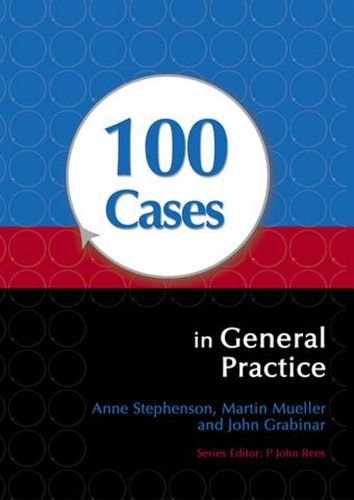 100
Cases
in General
Practice
Anne Stephenson, Martin Mueller
and John Grabinar
Series Editor: P John Rees